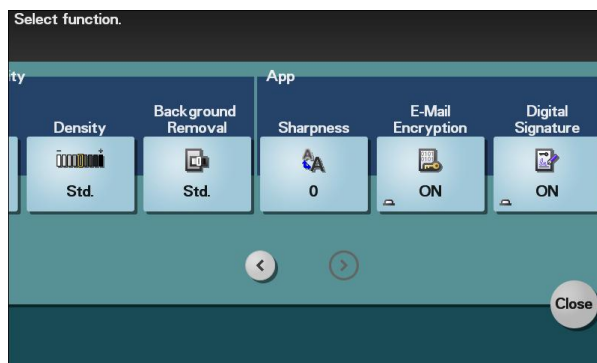 Select function.
ty
App
Density
Background
Removal
Sharpness
E-Mail
Encryption
Digital
Signature
Std.
Std.
0
ON
ON
Close